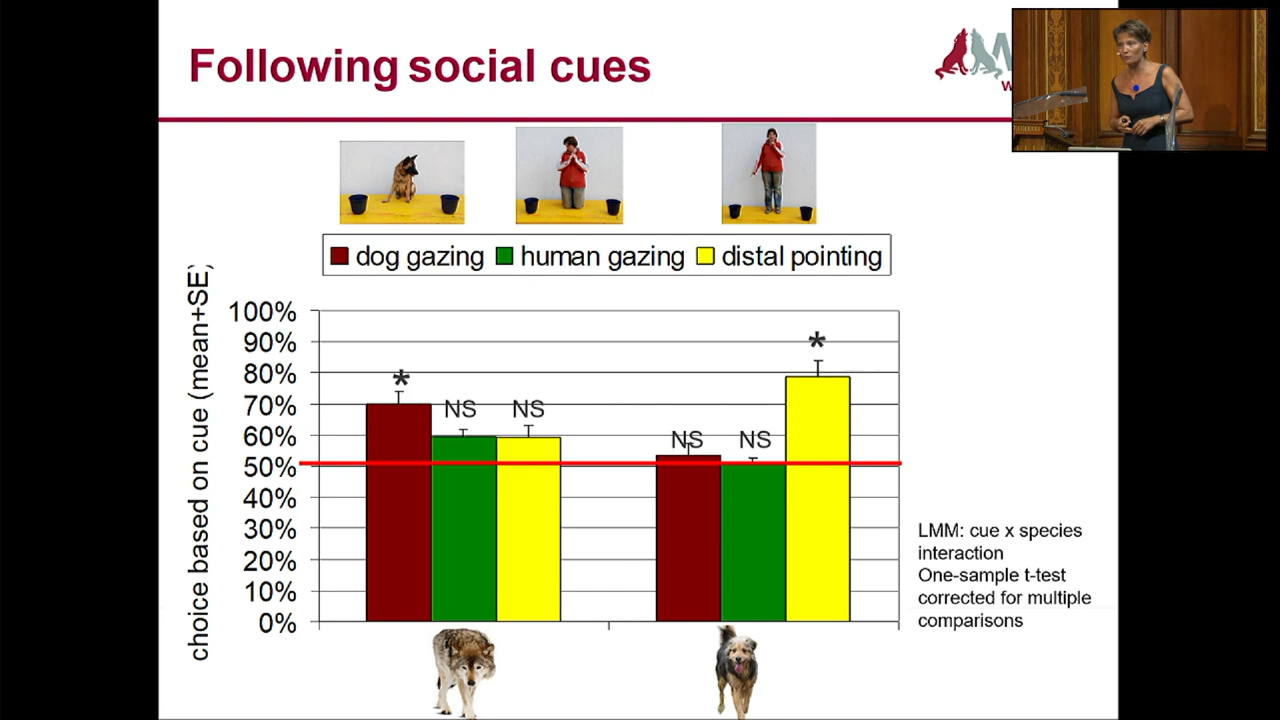 Following social cues
W
dog gazing
human gazing
distal pointing
choice based on cue (mean+SE)
100%
90%
80%
70%
60%
50%
40%
30%
20%
10%
0%
*
NS
NS
NS
NS
*
LMM: cue x species
interaction
One-sample t-test
corrected for multiple
comparisons